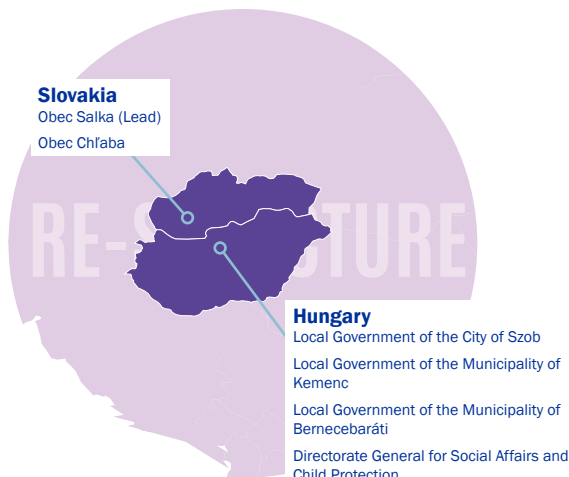 Slovakia
Obec Salka (Lead)
Obec Chľaba
Hungary
Local Government of the City of Szob
Local Government of the Municipality of
Kemenc
Local Government of the Municipality of
Bernecebaráti
Directorate General for Social Affairs and
Child Protection